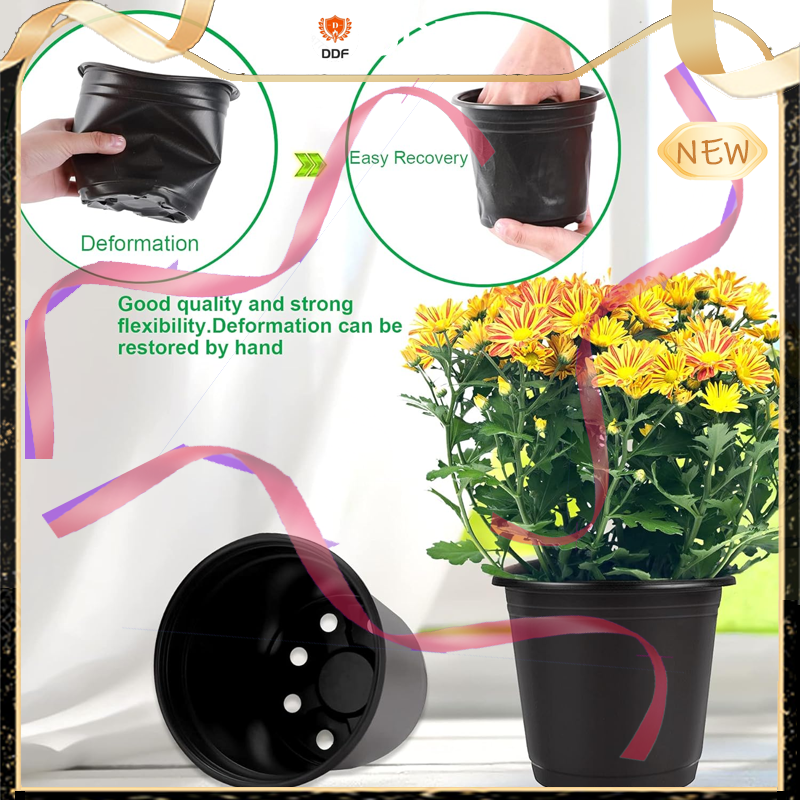 DDF
NEW
Easy Recovery
Deformation
Good quality and strong
flexibility.Deformation can be
restored by hand